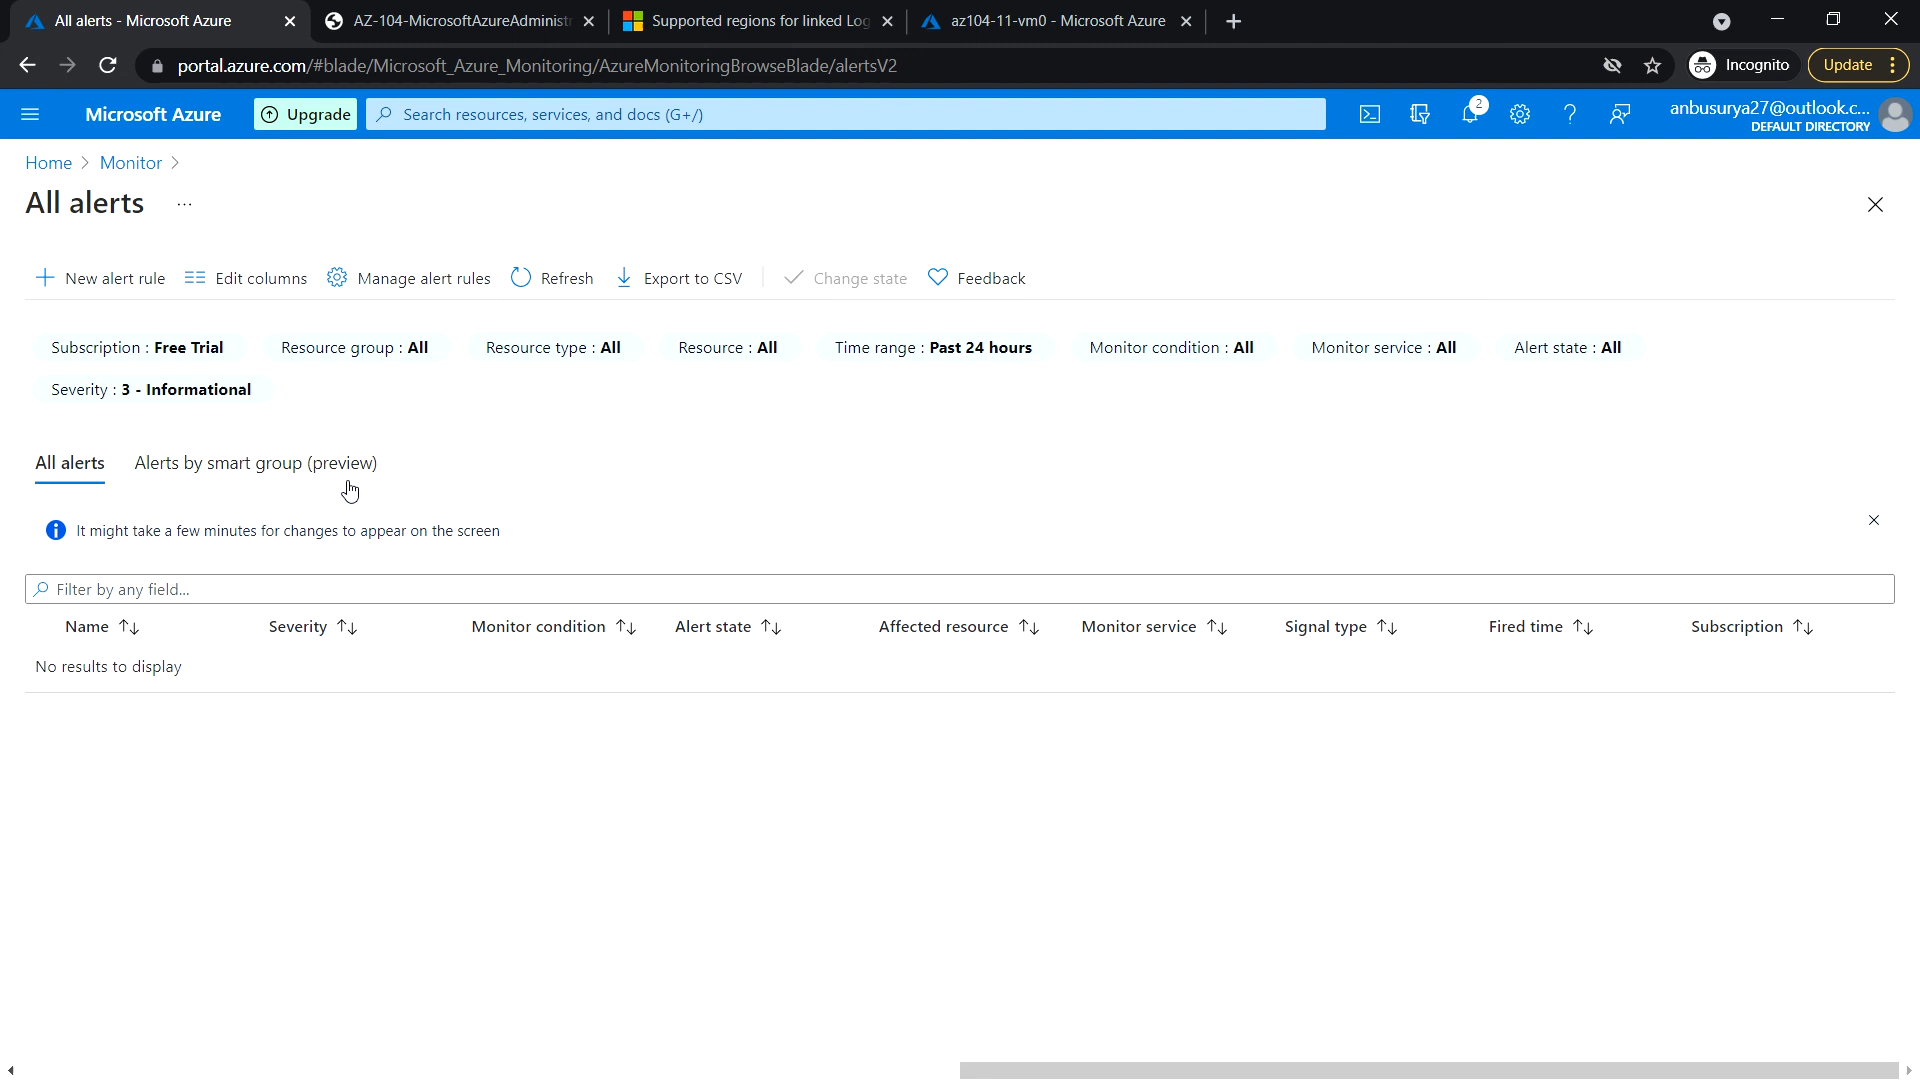 All alerts - Microsoft Azure
AZ-104-MicrosoftAzureAdminist
Supported regions for linked Log
az104-11-vm0 - Microsoft Azure
portal.azure.com/#blade/Microsoft_Azure_Monitoring/AzureMonitoringBrowseBlade/alertsV2
Incognito
Update
Microsoft Azure
Upgrade
Search resources, services, and docs (G+/)
2
anbusurya27@outlook.c...
DEFAULT DIRECTORY
Home > Monitor >
All alerts ...
New alert rule
Edit columns
Manage alert rules
Refresh
Export to CSV
Change state
Feedback
Subscription : Free Trial
Resource group : All
Resource type : All
Resource : All
Time range : Past 24 hours
Monitor condition : All
Monitor service : All
Alert state : All
Severity : 3 - Informational
All alerts
Alerts by smart group (preview)
It might take a few minutes for changes to appear on the screen
Filter by any field...
Name
Severity
Monitor condition
Alert state
Affected resource
Monitor service
Signal type
Fired time
Subscription
No results to display